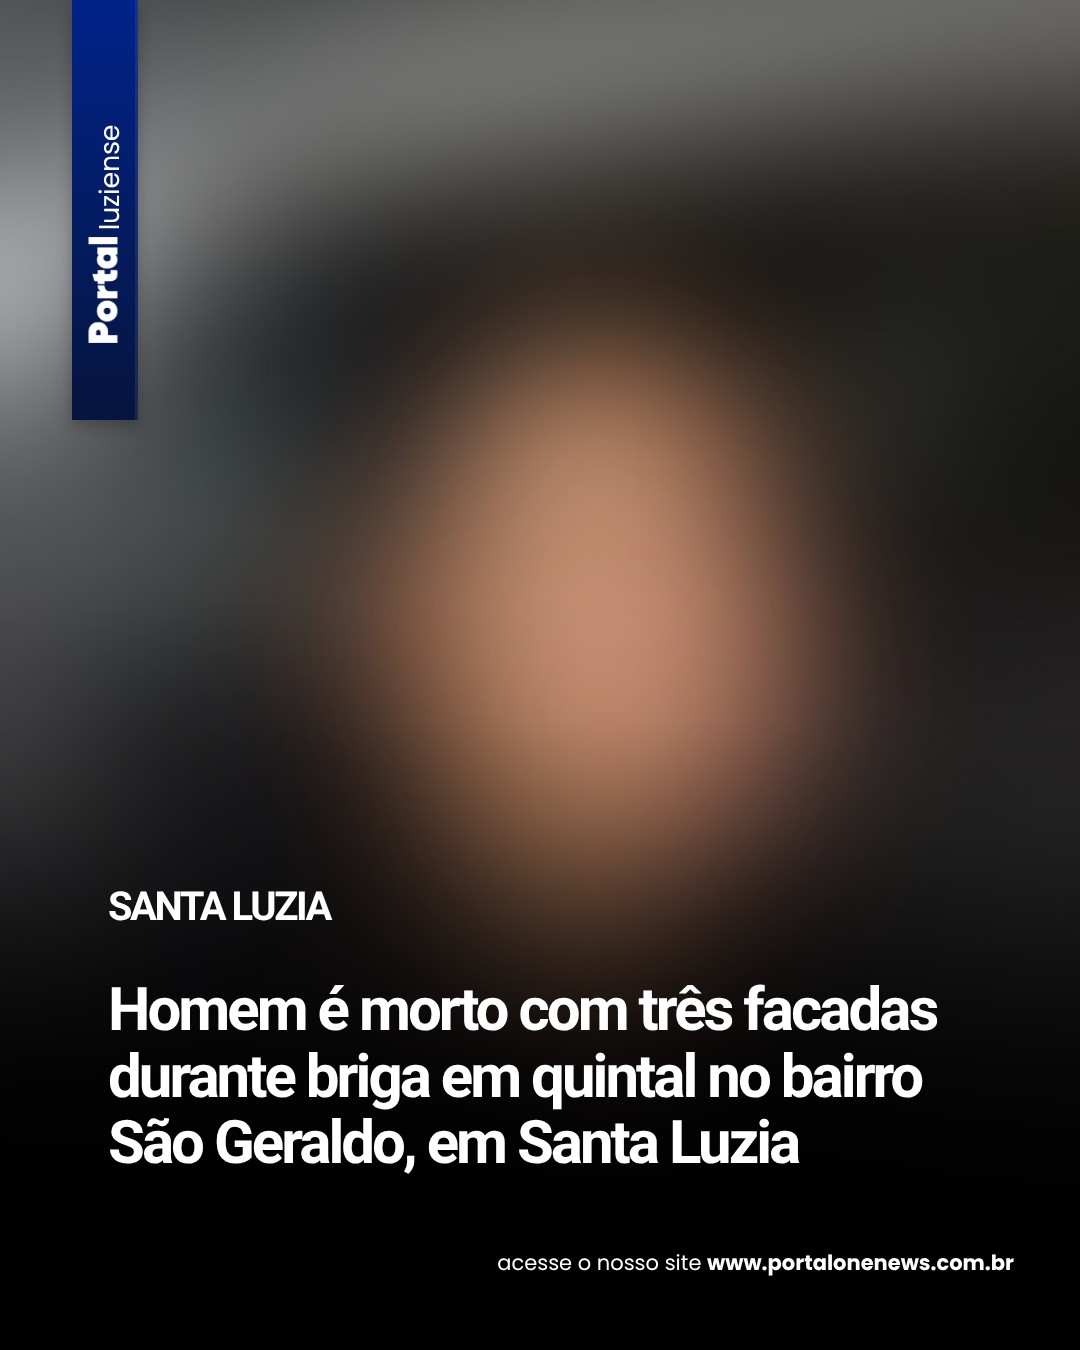 Portal luziense
SANTA LUZIA
Homem é morto com três facadas
durante briga em quintal no bairro
São Geraldo, em Santa Luzia
acesse o nosso site www.portalonenews.com.br